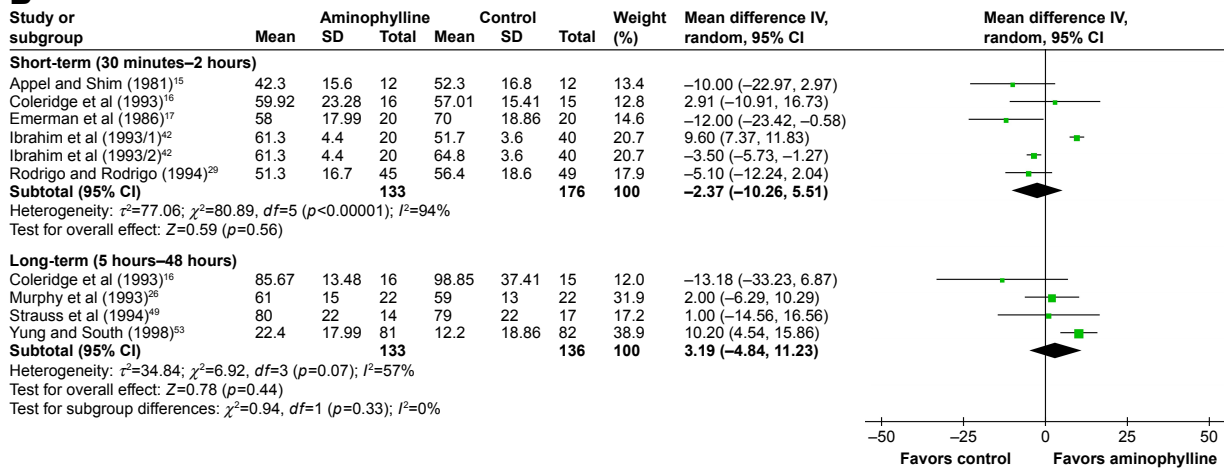 B
Study or Aminophylline Control Weight Mean difference IV, Mean difference IV,
subgroup Mean SD Total Mean SD Total (%) random, 95% CI random, 95% CI
Short-term (30 minutes–2 hours)
Appel and Shim (1981)¹⁵ 42.3 15.6 12 52.3 16.8 12 13.4 –10.00 (–22.97, 2.97)
Coleridge et al (1993)¹⁶ 59.92 23.28 16 57.01 15.41 15 12.8 2.91 (–10.91, 16.73)
Emerman et al (1986)¹⁷ 58 17.99 20 70 18.86 20 14.6 –12.00 (–23.42, –0.58)
Ibrahim et al (1993/1)⁴² 61.3 4.4 20 51.7 3.6 40 20.7 9.60 (7.37, 11.83)
Ibrahim et al (1993/2)⁴² 61.3 4.4 20 64.8 3.6 40 20.7 –3.50 (–5.73, –1.27)
Rodrigo and Rodrigo (1994)²⁹ 51.3 16.7 45 56.4 18.6 49 17.9 –5.10 (–12.24, 2.04)
Subtotal (95% CI) 133 176 100 –2.37 (–10.26, 5.51)
Heterogeneity: τ²=77.06; χ²=80.89, df=5 (p<0.00001); I²=94%
Test for overall effect: Z=0.59 (p=0.56)
Long-term (5 hours–48 hours)
Coleridge et al (1993)¹⁶ 85.67 13.48 16 98.85 37.41 15 12.0 –13.18 (–33.23, 6.87)
Murphy et al (1993)²⁶ 61 15 22 59 13 22 31.9 2.00 (–6.29, 10.29)
Strauss et al (1994)⁴⁹ 80 22 14 79 22 17 17.2 1.00 (–14.56, 16.56)
Yung and South (1998)⁵³ 22.4 17.99 81 12.2 18.86 82 38.9 10.20 (4.54, 15.86)
Subtotal (95% CI) 133 136 100 3.19 (–4.84, 11.23)
Heterogeneity: τ²=34.84; χ²=6.92, df=3 (p=0.07); I²=57%
Test for overall effect: Z=0.78 (p=0.44)
Test for subgroup differences: χ²=0.94, df=1 (p=0.33); I²=0%
–50 –25 0 25 50
Favors control Favors aminophylline